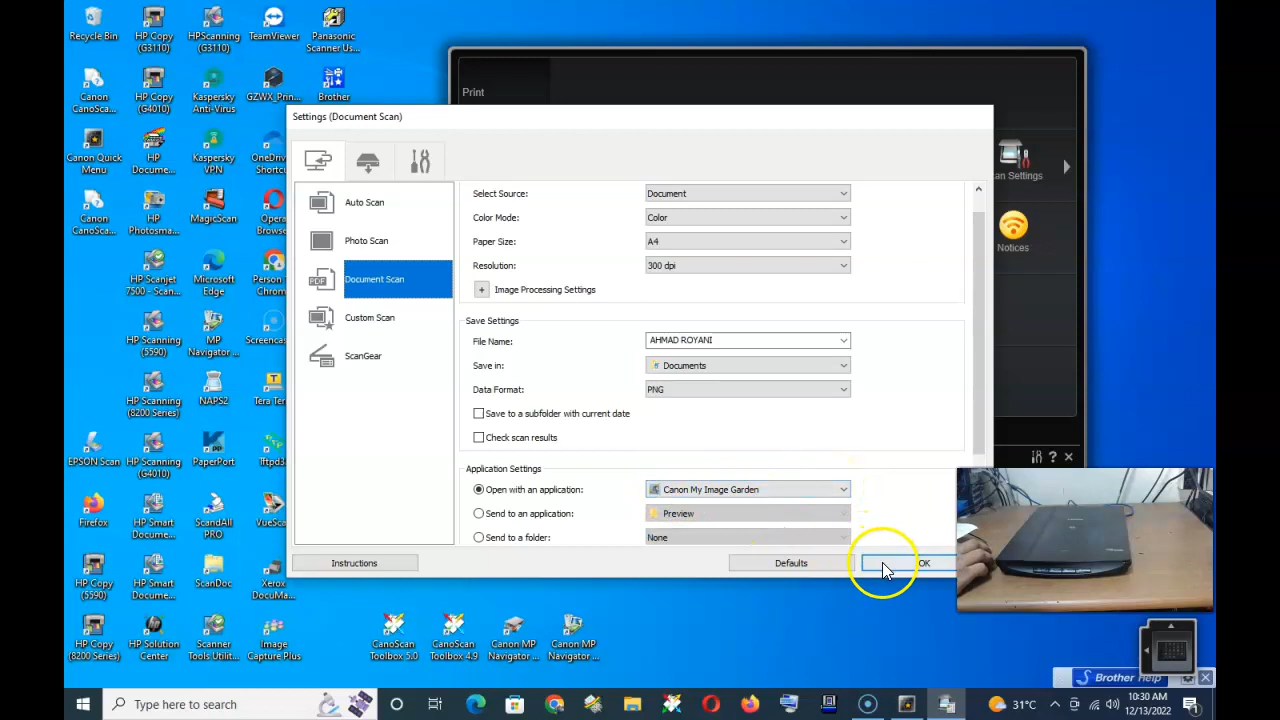 Recycle Bin
HP Copy
(G3110)
HPScanning
(G3110)
TeamViewer
Panasonic
Scanner Us...
Canon
CanoSca...
HP Copy
(G4010)
Kaspersky
Anti-Virus
GZWX_Prin...
Brother
Canon Quick
Menu
HP
Docume...
Kaspersky
VPN
OneDriv
Shortcu
Canon
CanoSca...
HP
Photosma...
MagicScan
Opera
Browse
HP Scanjet
7500 - Scan...
Microsoft
Edge
Person
Chrom
HP Scanning
(5590)
MP
Navigator ...
Screencas
HP Scanning
(8200 Series)
NAPS2
Tera Ter
EPSON Scan
HP Scanning
(G4010)
PaperPort
Tftpd3
Firefox
HP Smart
Docume...
ScandAll
PRO
VueSca
HP Copy
(5590)
HP Smart
Docume...
ScanDoc
Xerox
DocuMa...
HP Copy
(8200 Series)
HP Solution
Center
Scanner
Tools Utilit...
Image
Capture Plus
CanoScan
Toolbox 5.0
CanoScan
Toolbox 4.9
Canon MP
Navigator ...
Canon MP
Navigator ...
Print
an Settings
Notices
Settings (Document Scan)
Auto Scan
Photo Scan
PDF
Document Scan
Custom Scan
ScanGear
Select Source: Document
Color Mode: Color
Paper Size: A4
Resolution: 300 dpi
+ Image Processing Settings
Save Settings
File Name: AHMAD ROYANI
Save in: Documents
Data Format: PNG
Save to a subfolder with current date
Check scan results
Application Settings
Open with an application: Canon My Image Garden
Send to an application: Preview
Send to a folder: None
Instructions
Defaults
OK
Brother Help
Type here to search
31°C
10:30 AM
12/13/2022
1